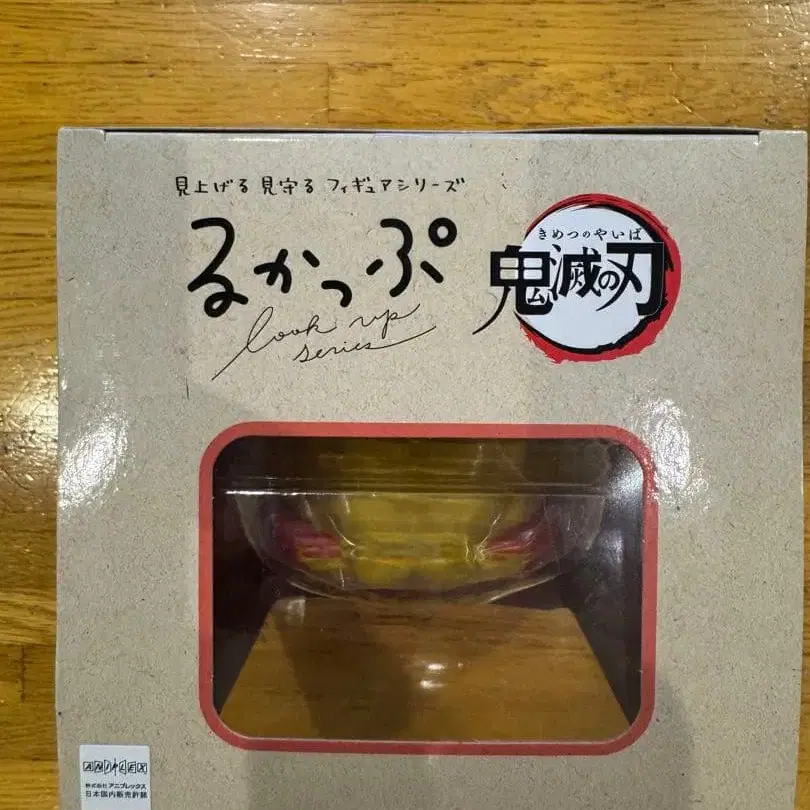 見上げる 見守る フィギュアシリーズ
るかっぷ
look up
series
きめつのやいば
鬼滅の刃
ANIPLEX
株式会社アニプレックス
日本国内販売許諾